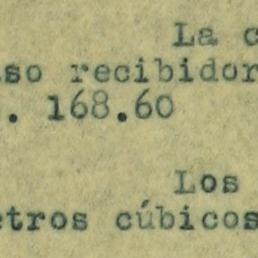 La c
so recibidor
. 168.60
Los
etros cúbicos